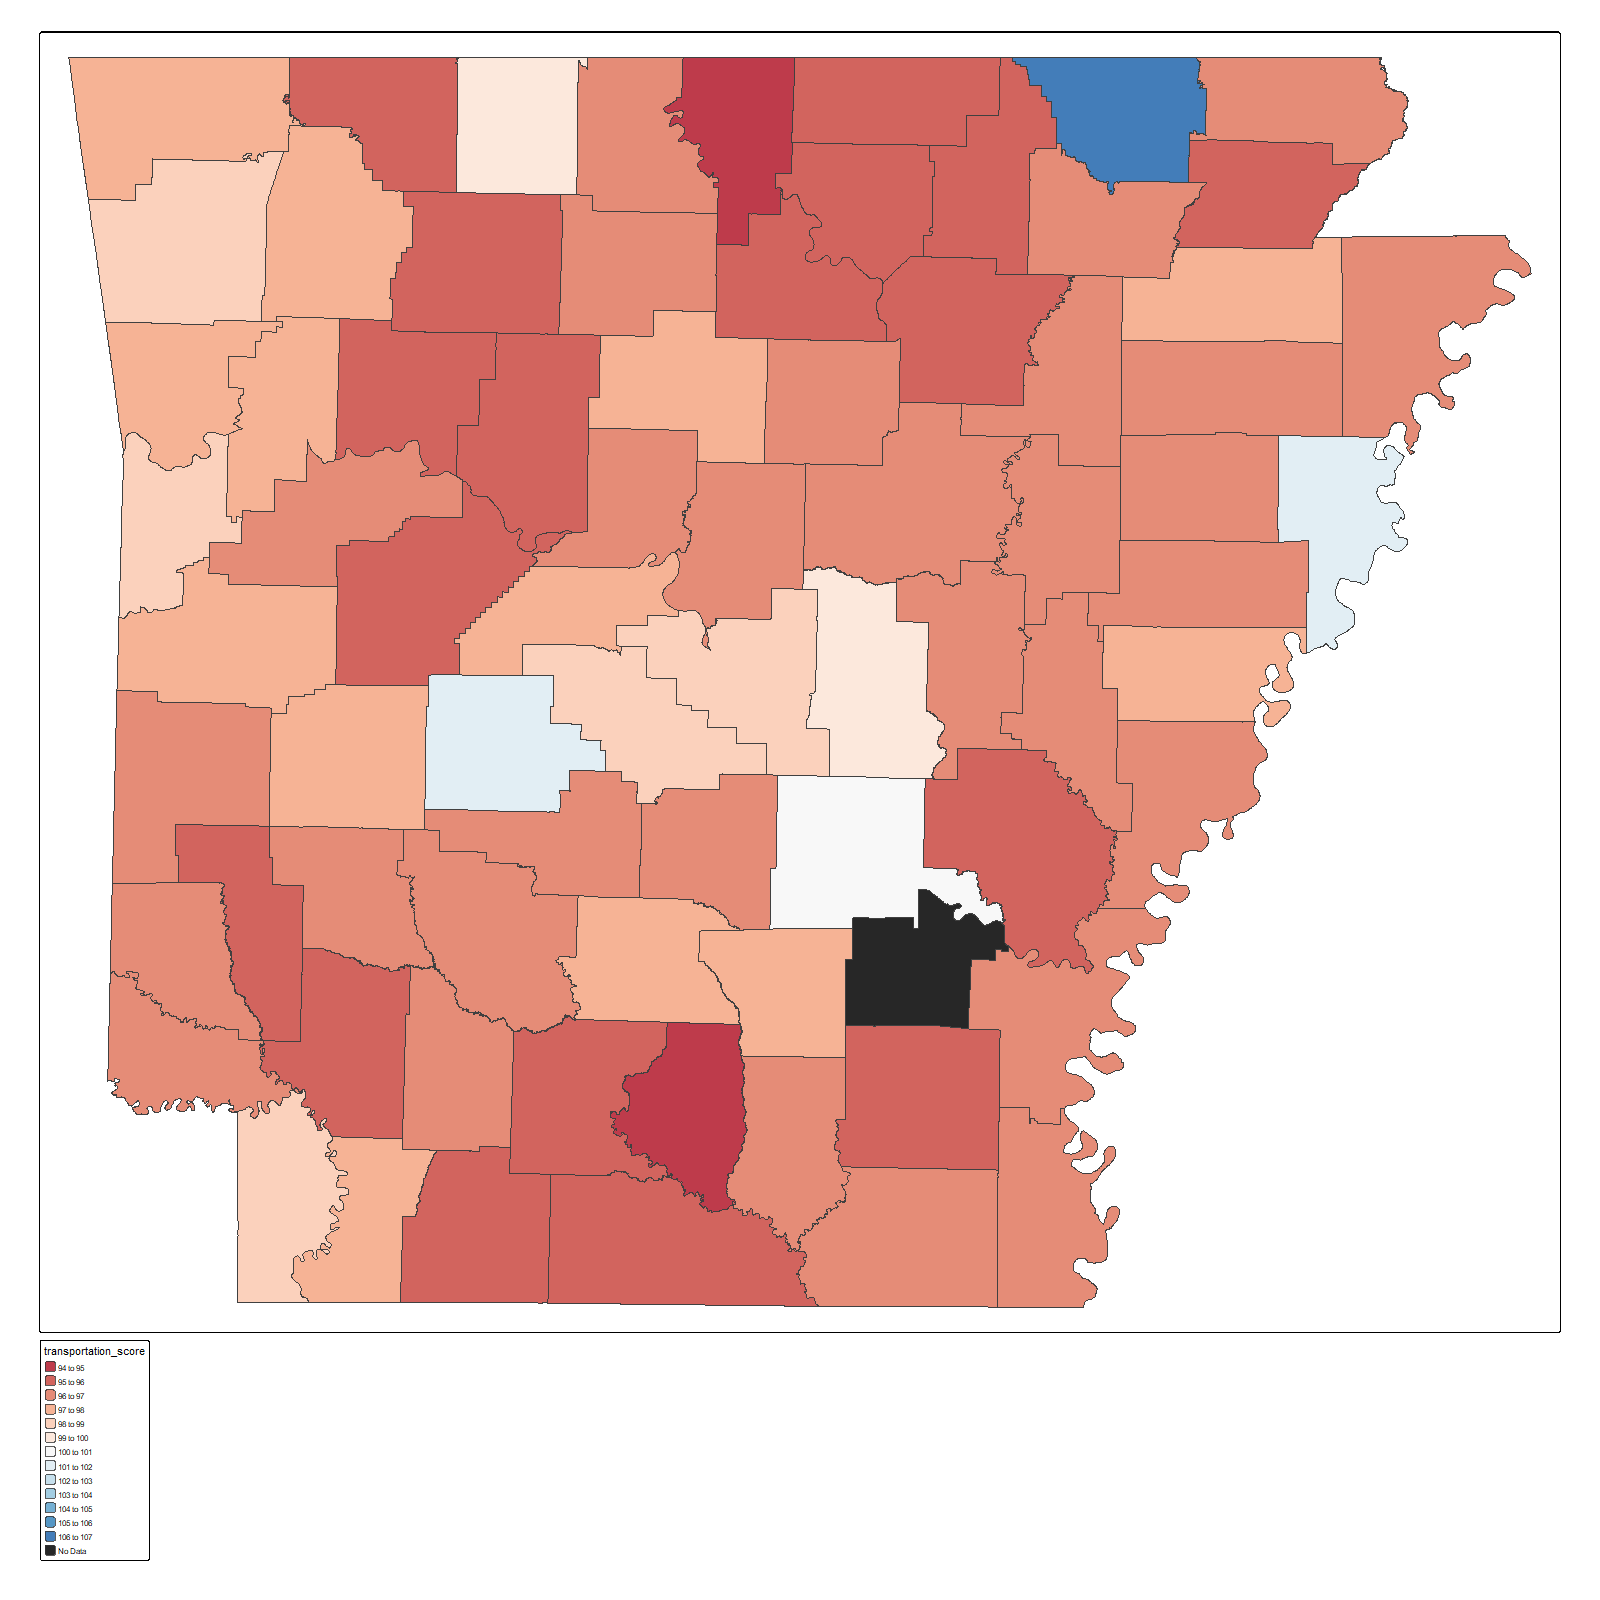 transportation_score
94 to 95
95 to 96
96 to 97
97 to 98
98 to 99
99 to 100
100 to 101
101 to 102
102 to 103
103 to 104
104 to 105
105 to 106
106 to 107
No Data